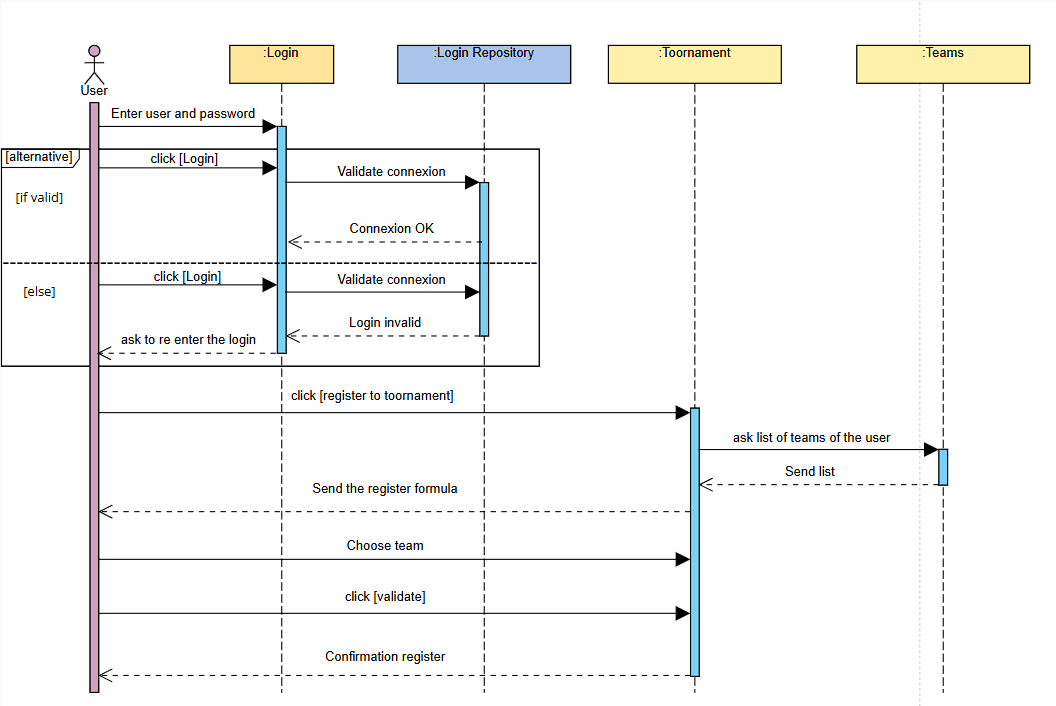 :Login
:Login Repository
:Toornament
:Teams
User
Enter user and password
[alternative]
click [Login]
Validate connexion
[if valid]
Connexion OK
click [Login]
Validate connexion
[else]
Login invalid
ask to re enter the login
click [register to toornament]
ask list of teams of the user
Send list
Send the register formula
Choose team
click [validate]
Confirmation register